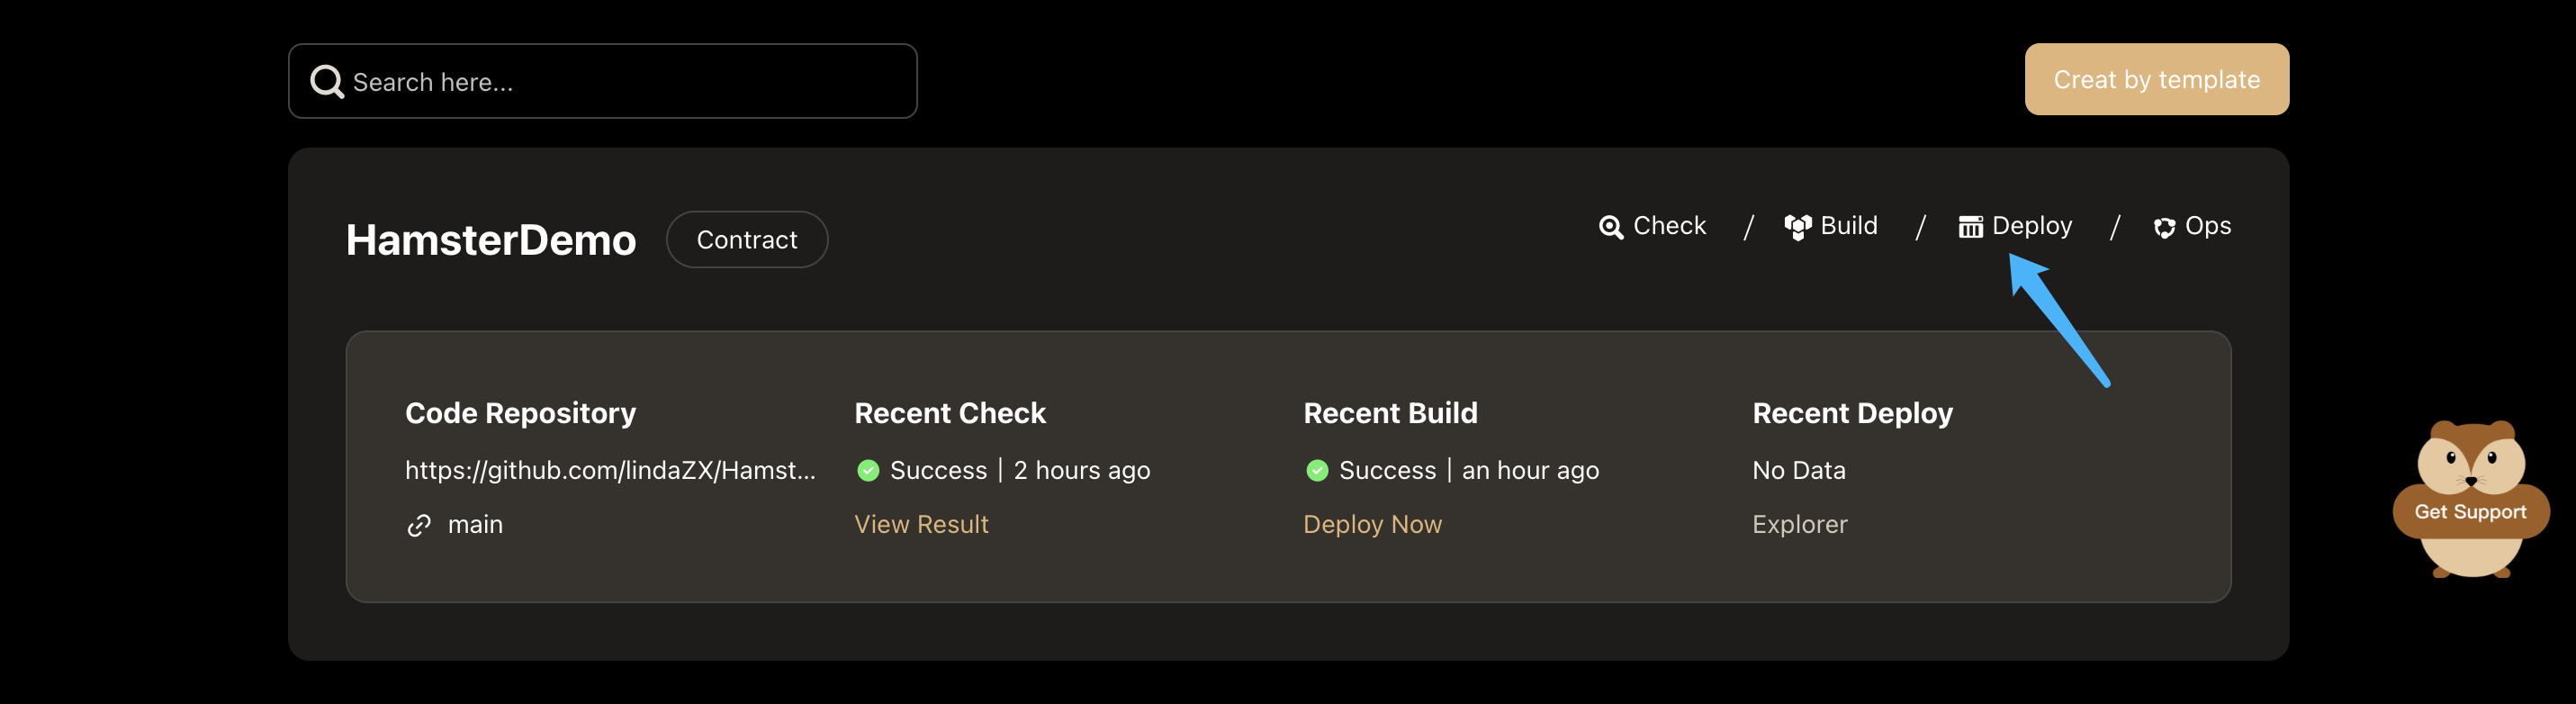 Search here...
Creat by template
HamsterDemo
Contract
Check / Build / Deploy / Ops
Code Repository
https://github.com/lindaZX/Hamst...
main
Recent Check
Success | 2 hours ago
View Result
Recent Build
Success | an hour ago
Deploy Now
Recent Deploy
No Data
Explorer
Get Support